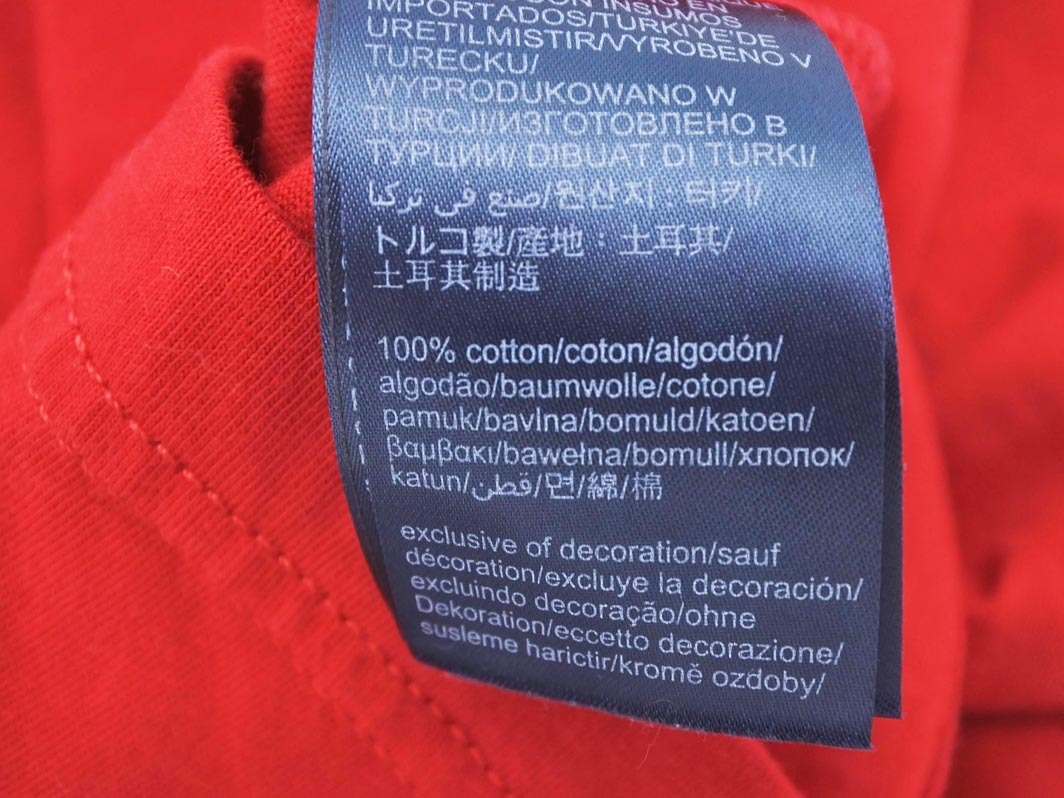 CON INSUMOS
IMPORTADOS/TURKIYE'DE
URETILMISTIR/VYROBENO V
TURECKU/
WYPRODUKOWANO W
TURCJI/ИЗГОТОВЛЕНО В
ТУРЦИИ/ DIBUAT DI TURKI/
صنع في تركيا/원산지 : 터키/
トルコ製/産地：土耳其/
土耳其制造
100% cotton/coton/algodón/
algodão/baumwolle/cotone/
pamuk/bavlna/bomuld/katoen/
βαμβακι/bawełna/bomull/хлопок/
katun/قطن/면/綿/棉
exclusive of decoration/sauf
décoration/excluye la decoración/
excluindo decoração/ohne
Dekoration/eccetto decorazione/
susleme harictir/kromě ozdoby/